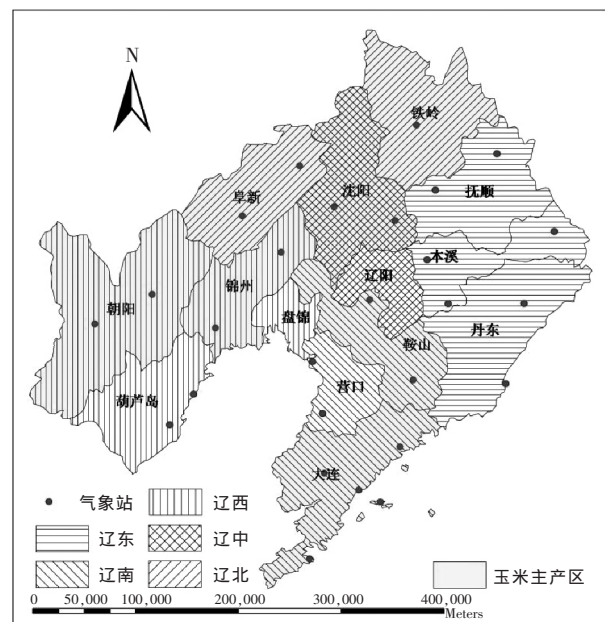 N
铁岭
沈阳
抚顺
阜新
本溪
辽阳
锦州
朝阳
盘锦
鞍山
丹东
葫芦岛
营口
大连
气象站 辽西
辽东 辽中
辽南 辽北 玉米主产区
0 50,000 100,000 200,000 300,000 400,000
Meters